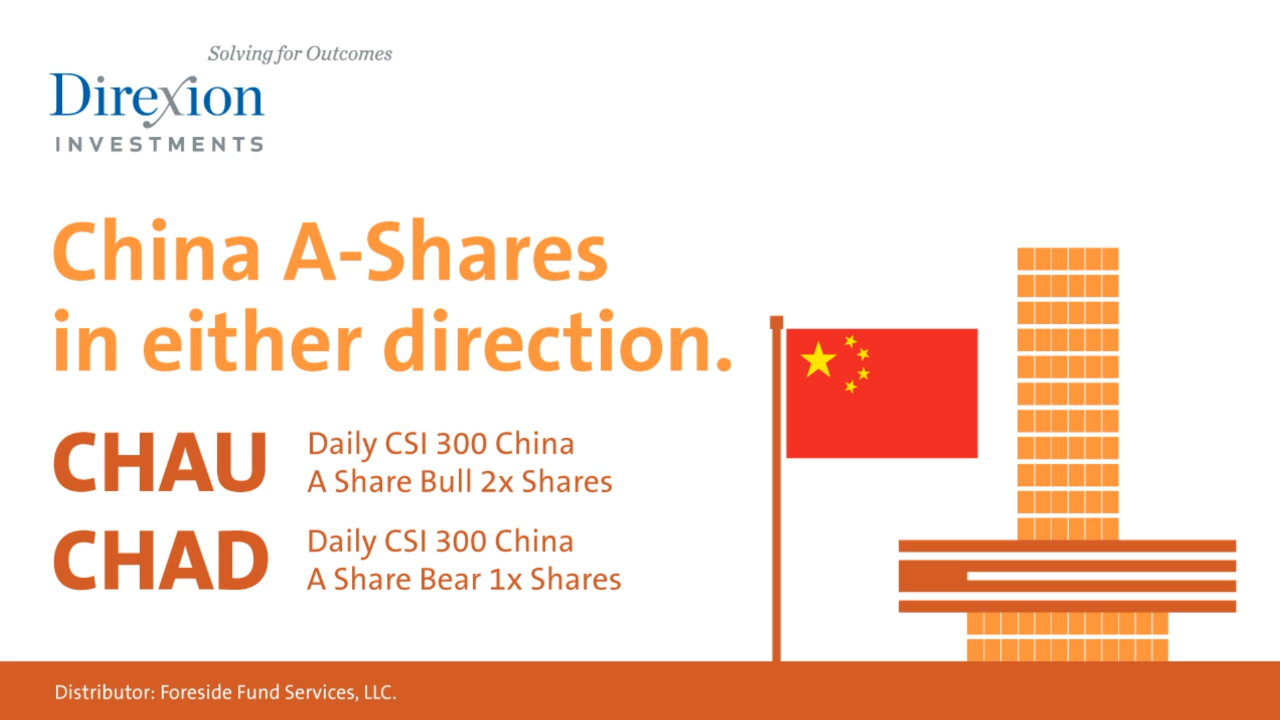 Solving for Outcomes
Direxion
INVESTMENTS
China A-Shares
in either direction.
CHAU
Daily CSI 300 China
A Share Bull 2x Shares
CHAD
Daily CSI 300 China
A Share Bear 1x Shares
Distributor: Foreside Fund Services, LLC.